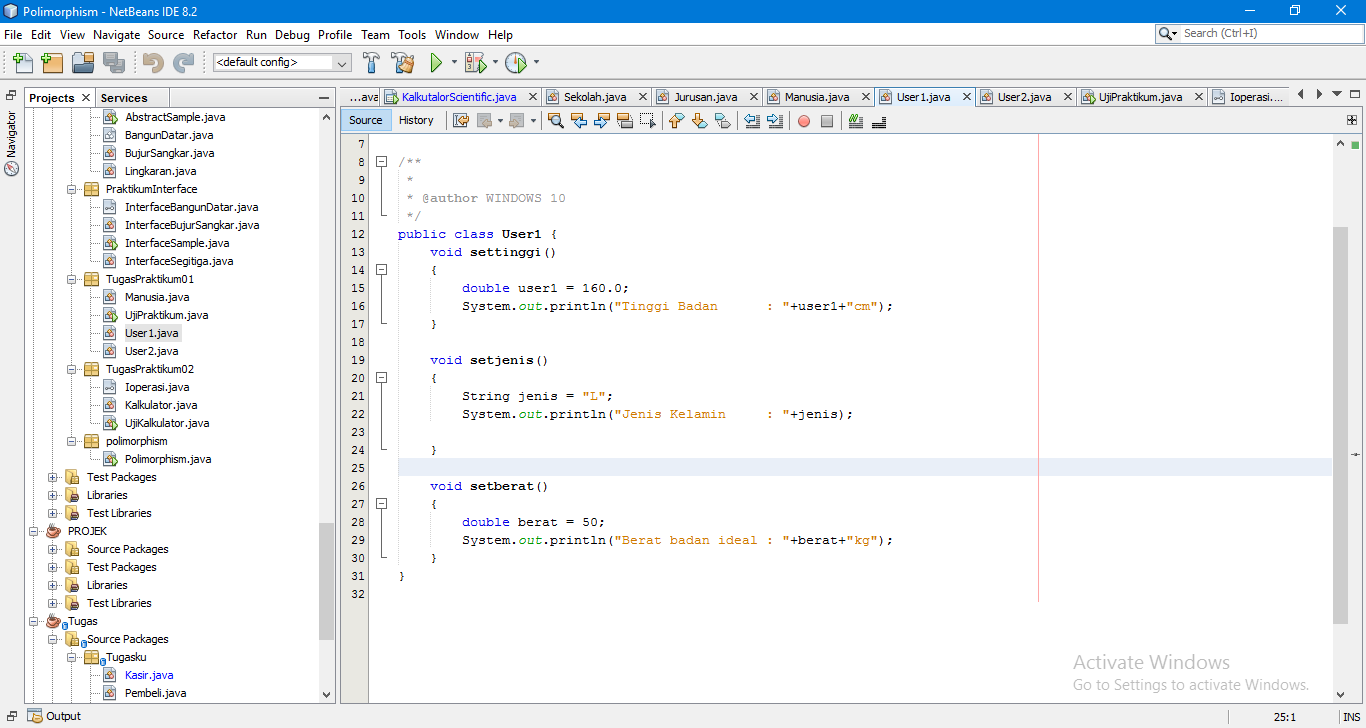 Polimorphism - NetBeans IDE 8.2
File Edit View Navigate Source Refactor Run Debug Profile Team Tools Window Help
Search (Ctrl+I)
<default config>
Navigator
Projects
Services
AbstractSample.java
BangunDatar.java
BujurSangkar.java
Lingkaran.java
PraktikumInterface
InterfaceBangunDatar.java
InterfaceBujurSangkar.java
InterfaceSample.java
InterfaceSegitiga.java
TugasPraktikum01
Manusia.java
UjiPraktikum.java
User1.java
User2.java
TugasPraktikum02
Ioperasi.java
Kalkulator.java
UjiKalkulator.java
polimorphism
Polimorphism.java
Test Packages
Libraries
Test Libraries
PROJEK
Source Packages
Test Packages
Libraries
Test Libraries
Tugas
Source Packages
Tugasku
Kasir.java
Pembeli.java
...ava KalkutalorScientific.java Sekolah.java Jurusan.java Manusia.java User1.java User2.java UjiPraktikum.java Ioperasi....
Source History
7
8 /**
9 *
10 * @author WINDOWS 10
11 */
12 public class User1 {
13 void settinggi()
14 {
15 double user1 = 160.0;
16 System.out.println("Tinggi Badan      : "+user1+"cm");
17 }
18
19 void setjenis()
20 {
21 String jenis = "L";
22 System.out.println("Jenis Kelamin     : "+jenis);
23
24 }
25
26 void setberat()
27 {
28 double berat = 50;
29 System.out.println("Berat badan ideal : "+berat+"kg");
30 }
31 }
32
Activate Windows
Go to Settings to activate Windows.
Output
25:1
INS